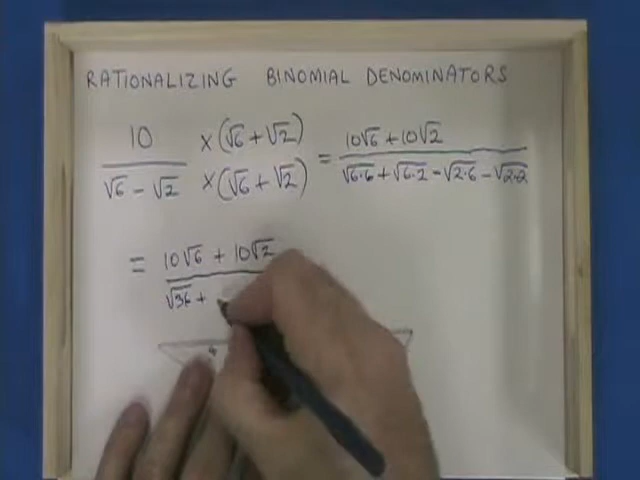 RATIONALIZING BINOMIAL DENOMINATORS
10 ×(√6 + √2) 10√6 + 10√2
=
√6 - √2 ×(√6 + √2) √6·6 + √6·2 - √2·6 - √2·2
= 10√6 + 10√2
√36 +